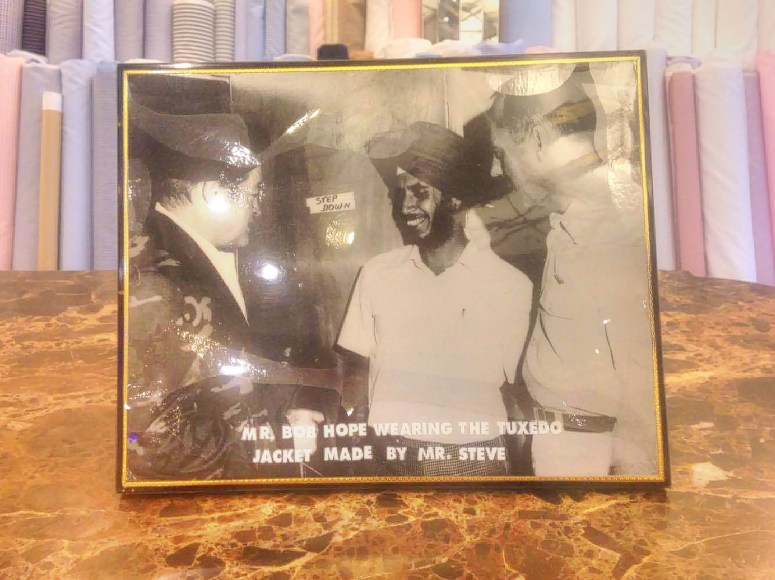 STEP
DOWN
MR. BOB HOPE WEARING THE TUXEDO
JACKET MADE BY MR. STEVE